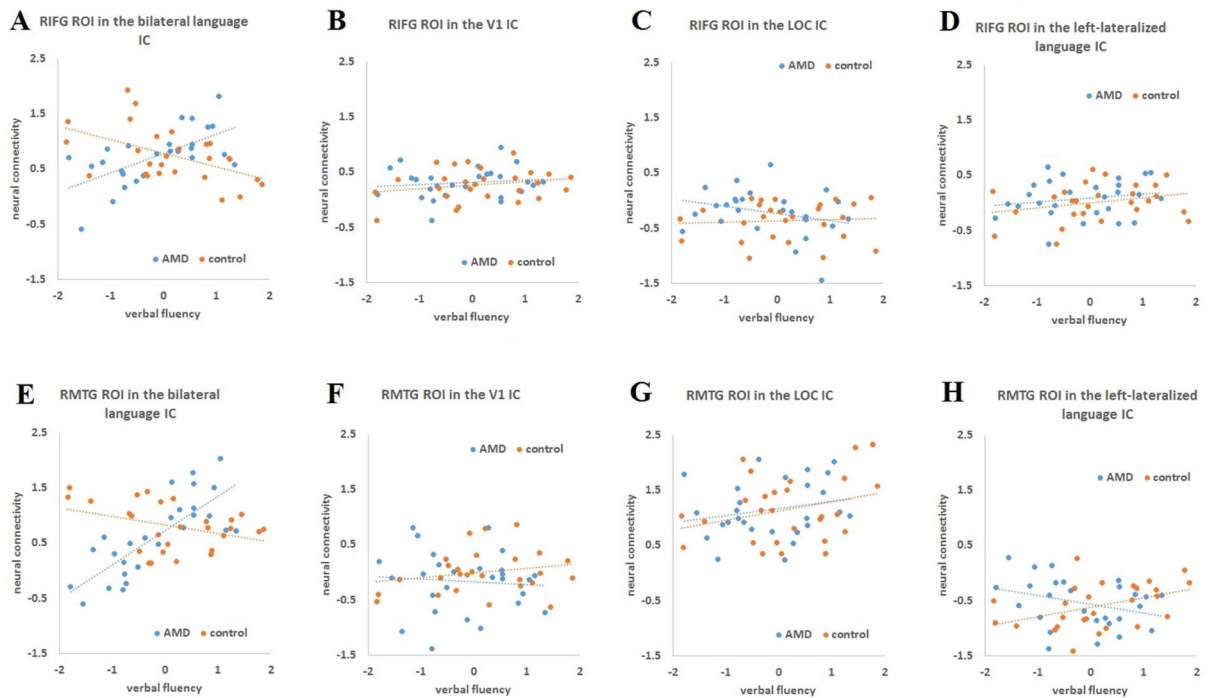 A
RIFG ROI in the bilateral language
IC
neural connectivity
2.5
1.5
0.5
-0.5
-1.5
-2 -1 0 1 2
verbal fluency
AMD control
B
RIFG ROI in the V1 IC
neural connectivity
2.5
1.5
0.5
-0.5
-1.5
-2 -1 0 1 2
verbal fluency
AMD control
C
RIFG ROI in the LOC IC
AMD control
neural connectivity
2.5
1.5
0.5
-0.5
-1.5
-2 -1 0 1 2
verbal fluency
D
RIFG ROI in the left-lateralized
language IC
AMD control
neural connectivity
2.5
1.5
0.5
-0.5
-1.5
-2 -1 0 1 2
verbal fluency
E
RMTG ROI in the bilateral
language IC
neural connectivity
2.5
1.5
0.5
-0.5
-1.5
-2 -1 0 1 2
verbal fluency
AMD control
F
RMTG ROI in the V1 IC
AMD control
neural connectivity
2.5
1.5
0.5
-0.5
-1.5
-2 -1 0 1 2
verbal fluency
G
RMTG ROI in the LOC IC
neural connectivity
2.5
1.5
0.5
-0.5
-1.5
-2 -1 0 1 2
verbal fluency
AMD control
H
RMTG ROI in the left-lateralized
language IC
AMD control
neural connectivity
2.5
1.5
0.5
-0.5
-1.5
-2 -1 0 1 2
verbal fluency